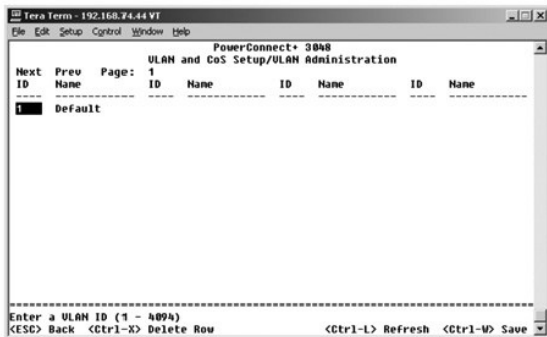 Tera Term - 192.168.74.44 VT
File Edit Setup Control Window Help
PowerConnect+ 3048
VLAN and CoS Setup/VLAN Administration
Next Prev Page: 1
ID Name ID Name ID Name ID Name
---- ------------ ---- ------------ ---- ------------ ---- ------------
1 Default
================================================================================
Enter a VLAN ID (1 - 4094)
<ESC> Back <Ctrl-X> Delete Row <Ctrl-L> Refresh <Ctrl-W> Save